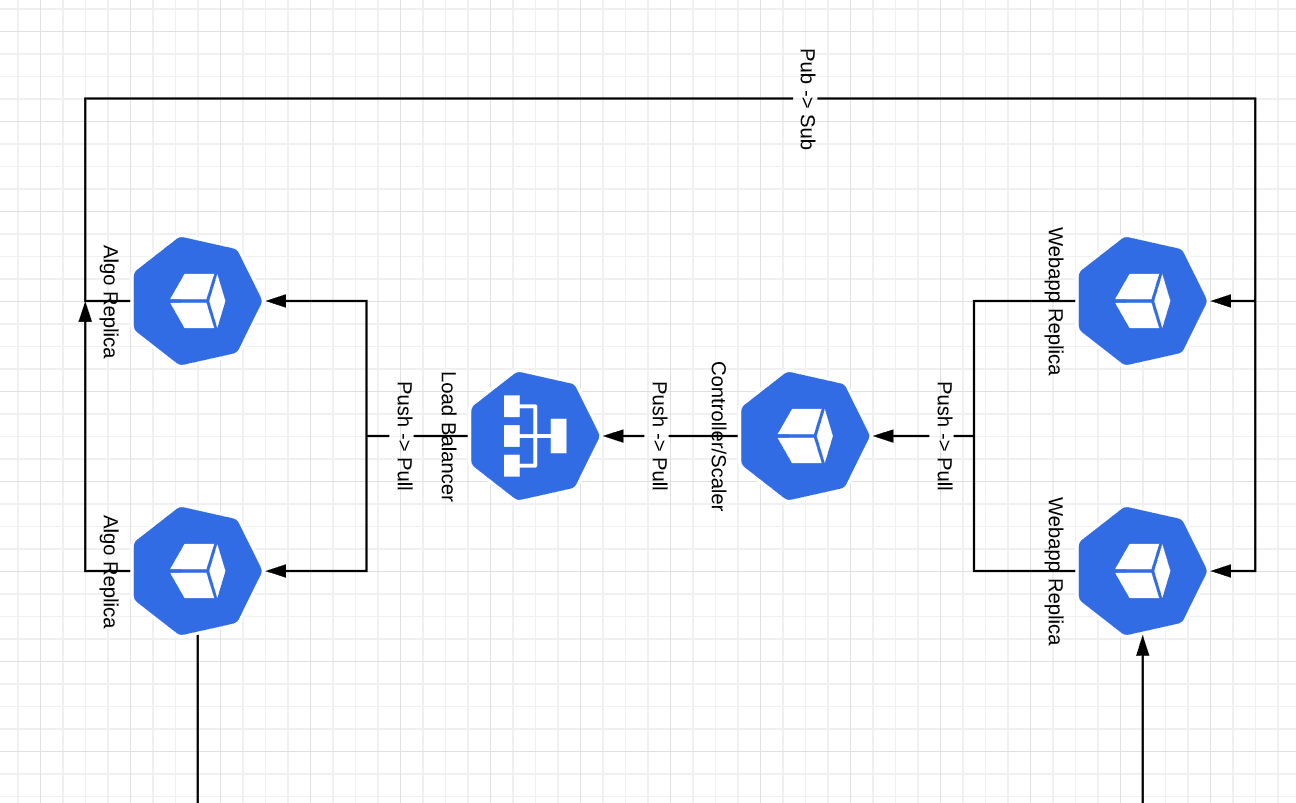 Pub -> Sub
Webapp Replica
Webapp Replica
Push -> Pull
Controller/Scaler
Push -> Pull
Load Balancer
Push -> Pull
Algo Replica
Algo Replica